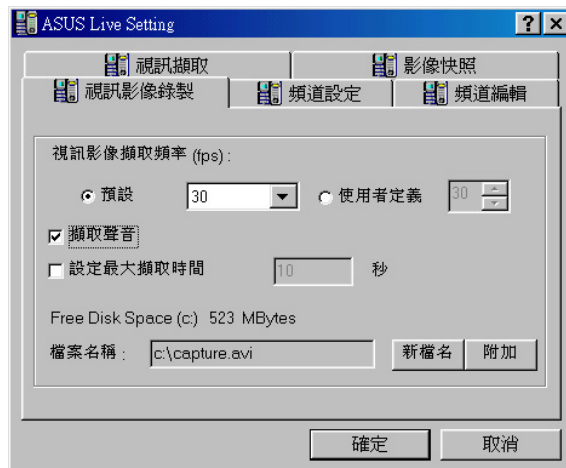 ASUS Live Setting
視訊擷取 影像快照
視訊影像錄製 頻道設定 頻道編輯
視訊影像擷取頻率 (fps) :
預設 30 使用者定義 30
擷取聲音
設定最大擷取時間 10 秒
Free Disk Space (c:) 523 MBytes
檔案名稱 : c:\capture.avi 新檔名 附加
確定 取消